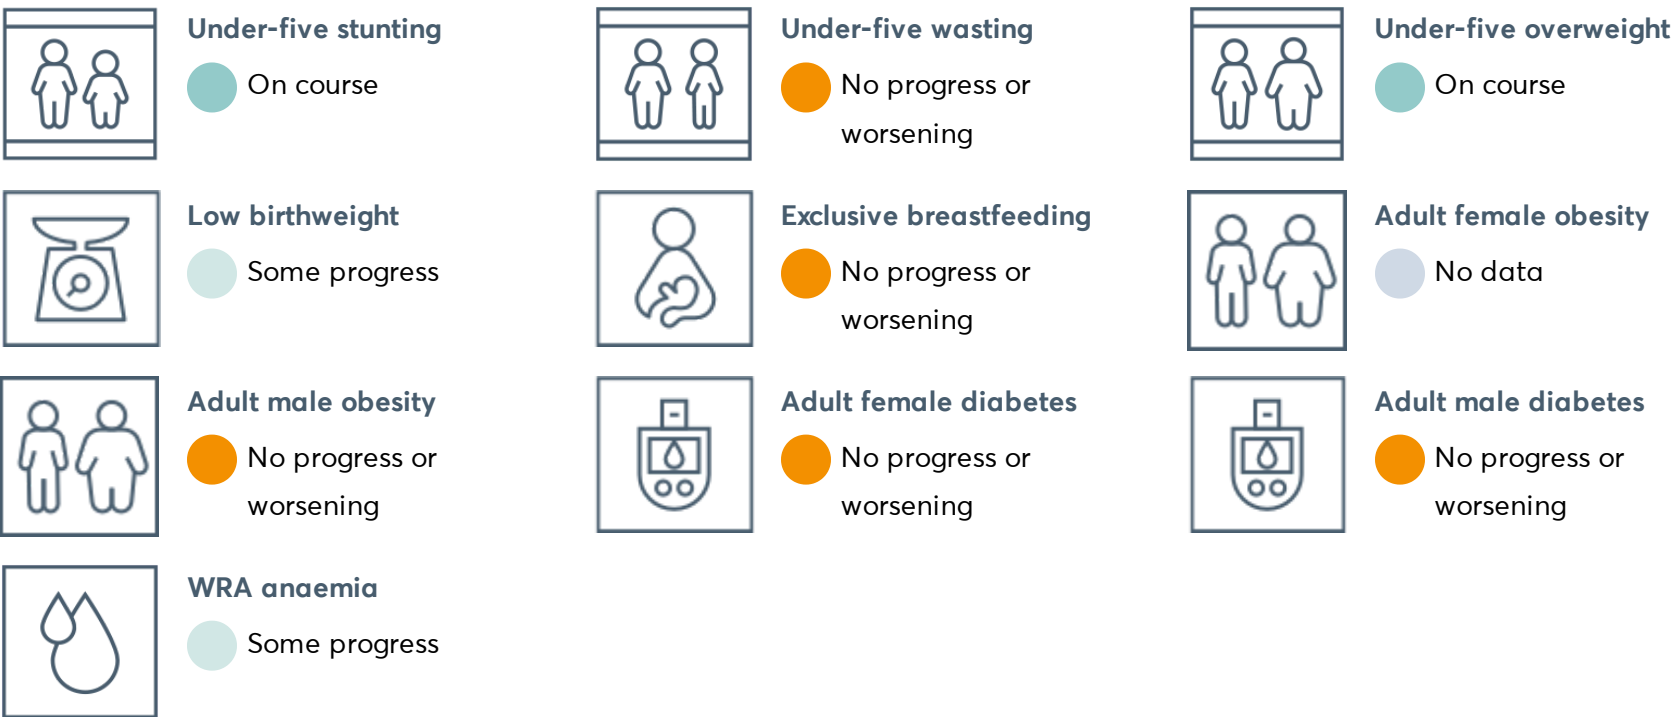 Under-five stunting
On course
Under-five wasting
No progress or
worsening
Under-five overweight
On course
Low birthweight
Some progress
Exclusive breastfeeding
No progress or
worsening
Adult female obesity
No data
Adult male obesity
No progress or
worsening
Adult female diabetes
No progress or
worsening
Adult male diabetes
No progress or
worsening
WRA anaemia
Some progress